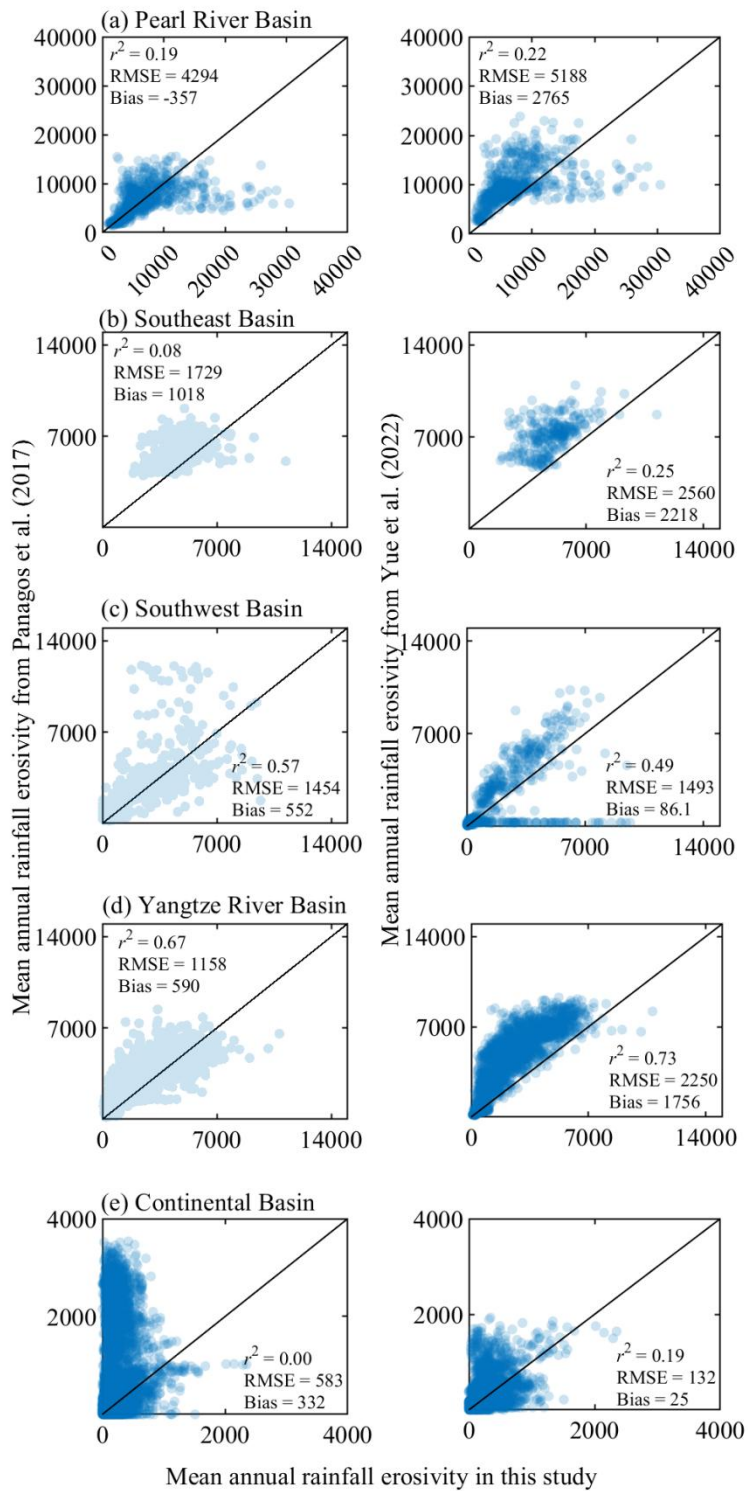 (a) Pearl River Basin
40000
30000
20000
10000
0
r² = 0.19
RMSE = 4294
Bias = -357
0
10000
20000
30000
40000
40000
30000
20000
10000
0
r² = 0.22
RMSE = 5188
Bias = 2765
0
10000
20000
30000
40000
(b) Southeast Basin
14000
7000
r² = 0.08
RMSE = 1729
Bias = 1018
0
7000
14000
14000
7000
r² = 0.25
RMSE = 2560
Bias = 2218
0
7000
14000
(c) Southwest Basin
14000
7000
0
r² = 0.57
RMSE = 1454
Bias = 552
0
7000
14000
14000
7000
0
r² = 0.49
RMSE = 1493
Bias = 86.1
0
7000
14000
(d) Yangtze River Basin
14000
7000
0
r² = 0.67
RMSE = 1158
Bias = 590
0
7000
14000
14000
7000
0
r² = 0.73
RMSE = 2250
Bias = 1756
0
7000
14000
(e) Continental Basin
4000
2000
0
r² = 0.00
RMSE = 583
Bias = 332
0
2000
4000
4000
2000
0
r² = 0.19
RMSE = 132
Bias = 25
0
2000
4000
Mean annual rainfall erosivity from Panagos et al. (2017)
Mean annual rainfall erosivity from Yue et al. (2022)
Mean annual rainfall erosivity in this study